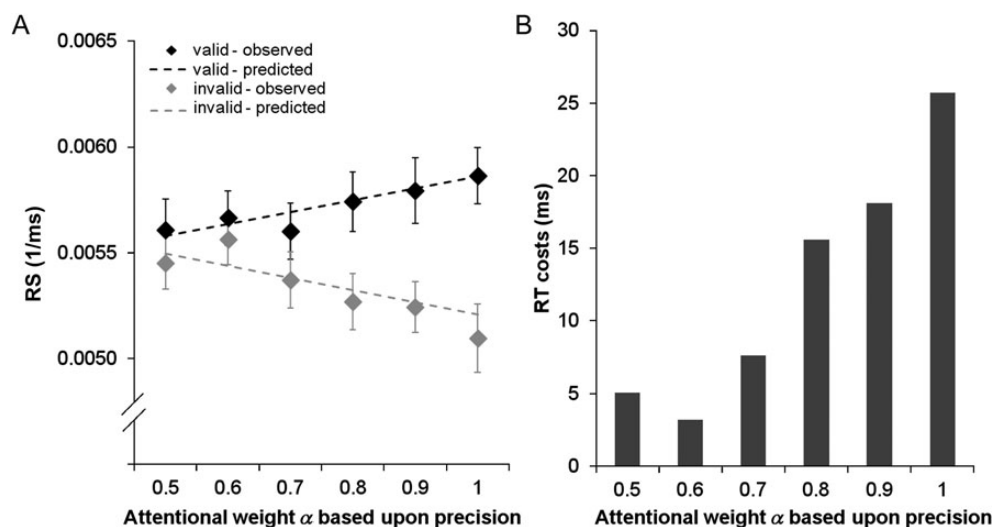 A
0.0065
0.0060
0.0055
0.0050
RS (1/ms)
valid - observed
valid - predicted
invalid - observed
invalid - predicted
0.5 0.6 0.7 0.8 0.9 1
Attentional weight α based upon precision
B
30
25
20
15
10
5
0
RT costs (ms)
0.5 0.6 0.7 0.8 0.9 1
Attentional weight α based upon precision